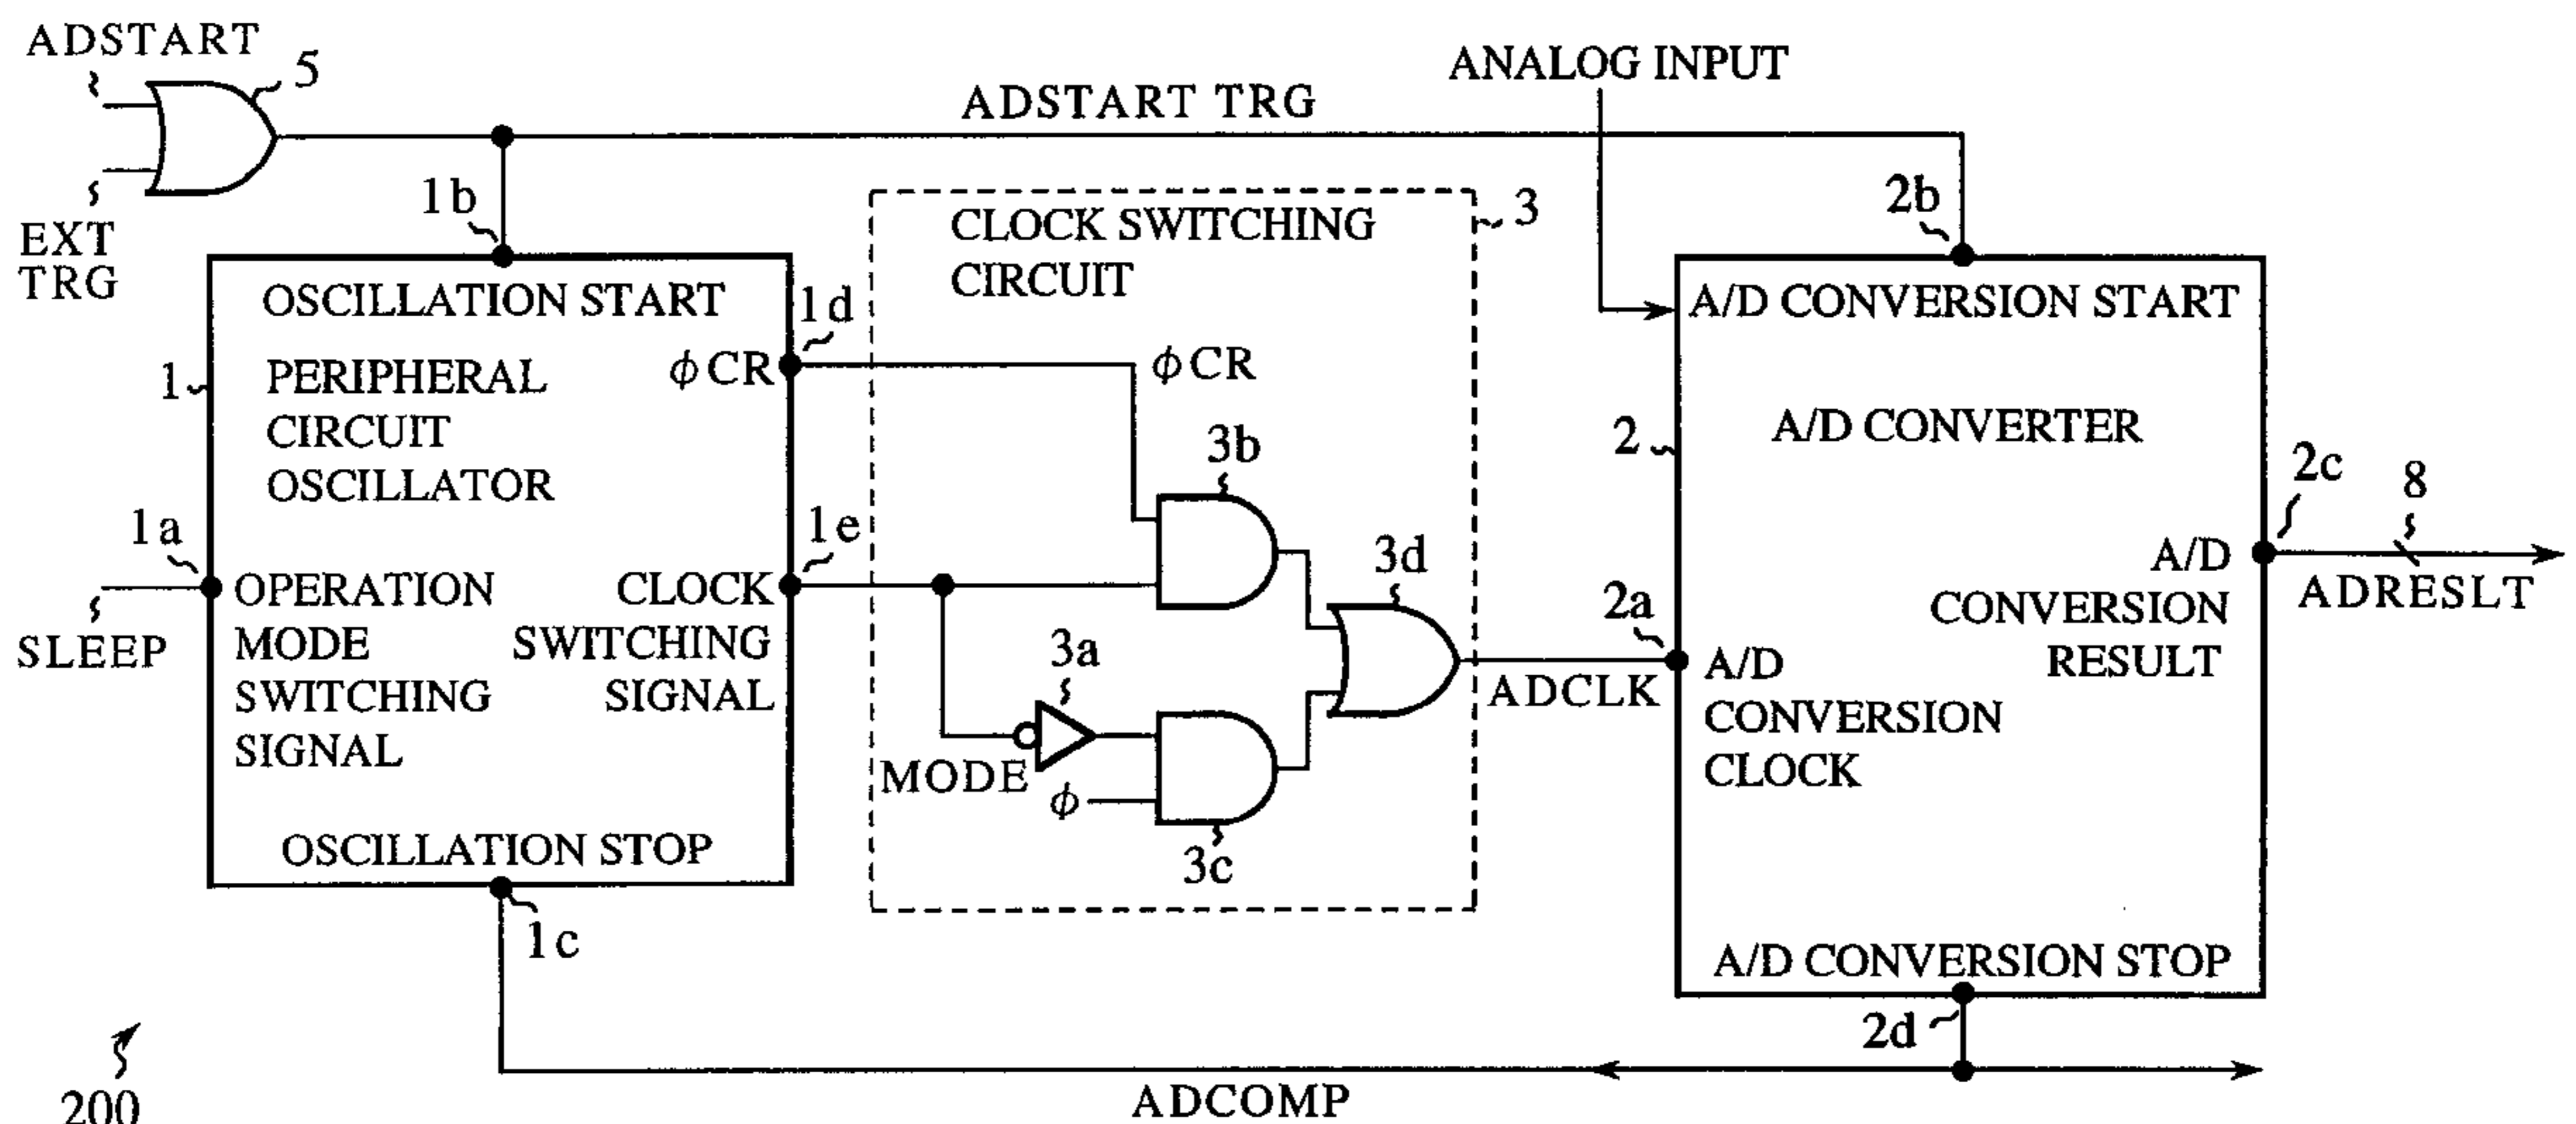 ADSTART
5
EXT
TRG
ADSTART TRG
ANALOG INPUT
1b
2b
CLOCK SWITCHING
CIRCUIT
3
OSCILLATION START
1d
A/D CONVERSION START
1
PERIPHERAL
CIRCUIT
OSCILLATOR
ϕCR
ϕCR
2
A/D CONVERTER
3b
2c
8
1a
1e
3d
OPERATION
MODE
SWITCHING
SIGNAL
CLOCK
SWITCHING
SIGNAL
SLEEP
2a
A/D
CONVERSION
RESULT
ADRESLT
3a
ADCLK
A/D
CONVERSION
CLOCK
MODE
ϕ
3c
OSCILLATION STOP
1c
A/D CONVERSION STOP
2d
ADCOMP
200